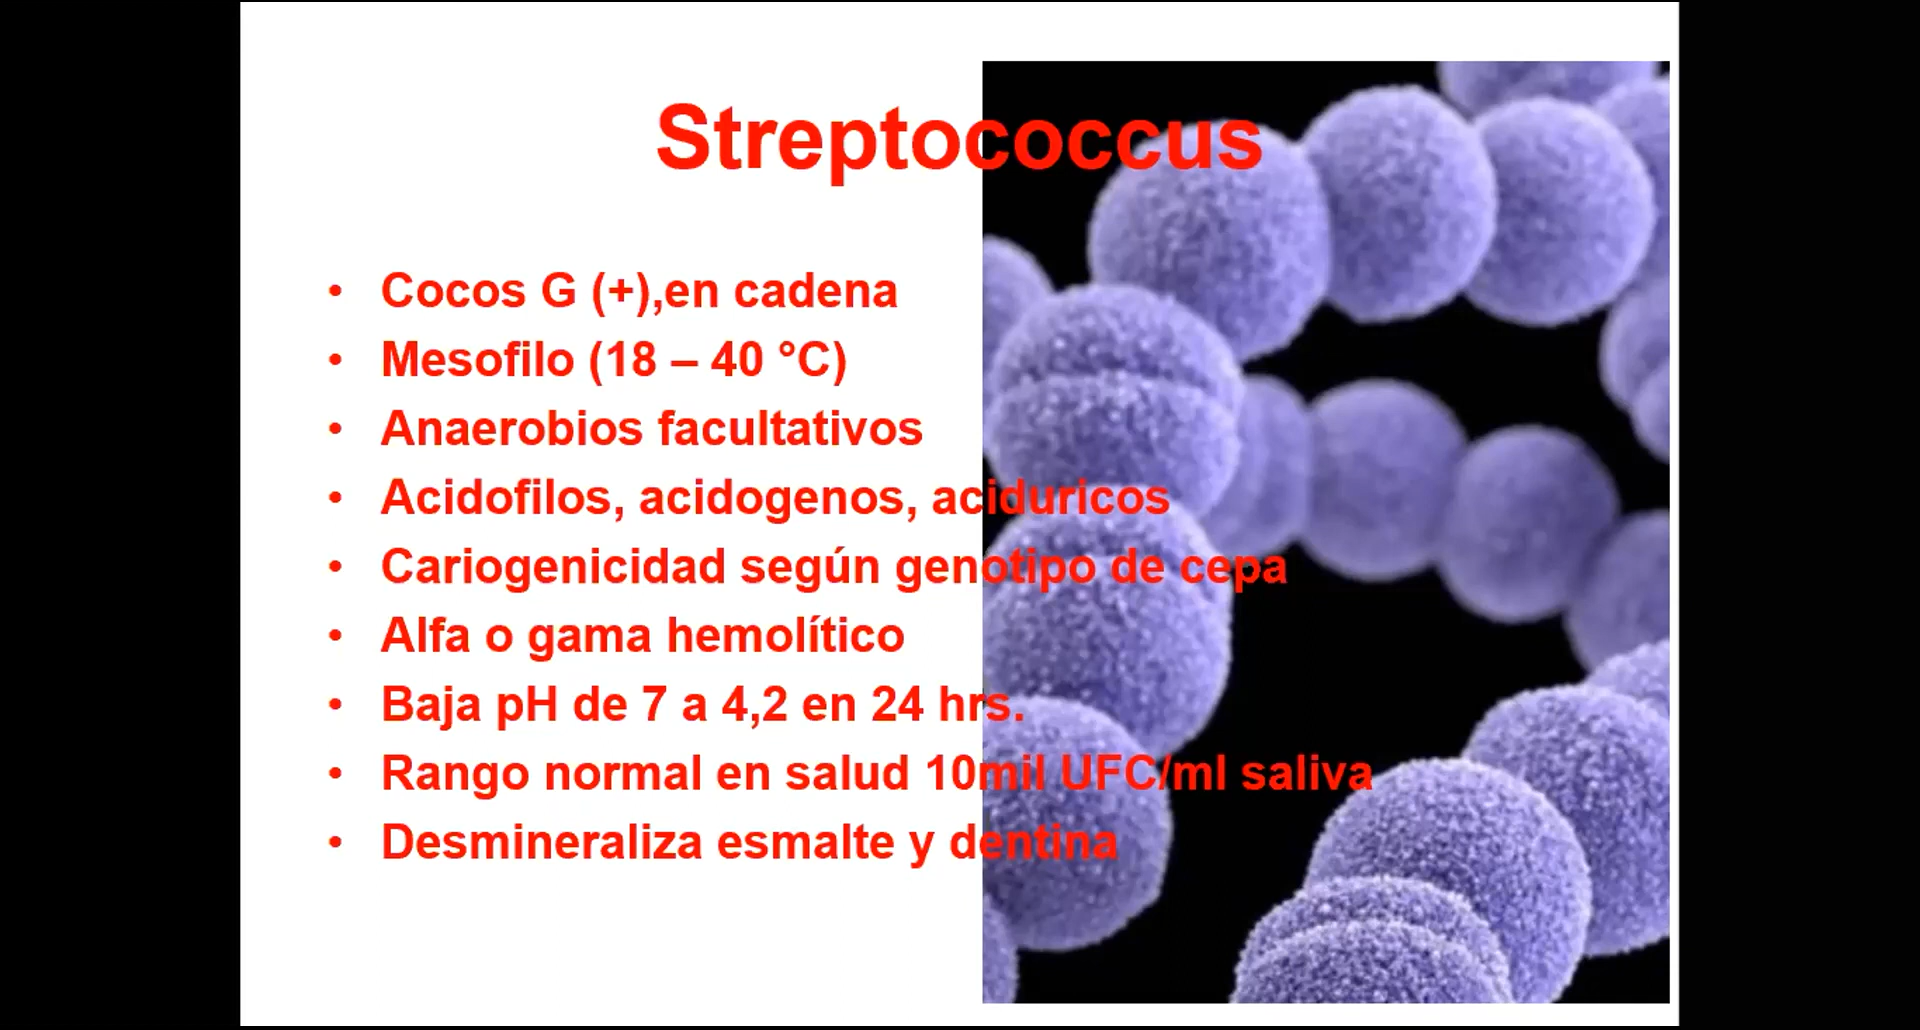 Streptococcus
• Cocos G (+),en cadena
• Mesofilo (18 – 40 °C)
• Anaerobios facultativos
• Acidofilos, acidogenos, aciduricos
• Cariogenicidad según genotipo de cepa
• Alfa o gama hemolítico
• Baja pH de 7 a 4,2 en 24 hrs.
• Rango normal en salud 10mil UFC/ml saliva
• Desmineraliza esmalte y dentina